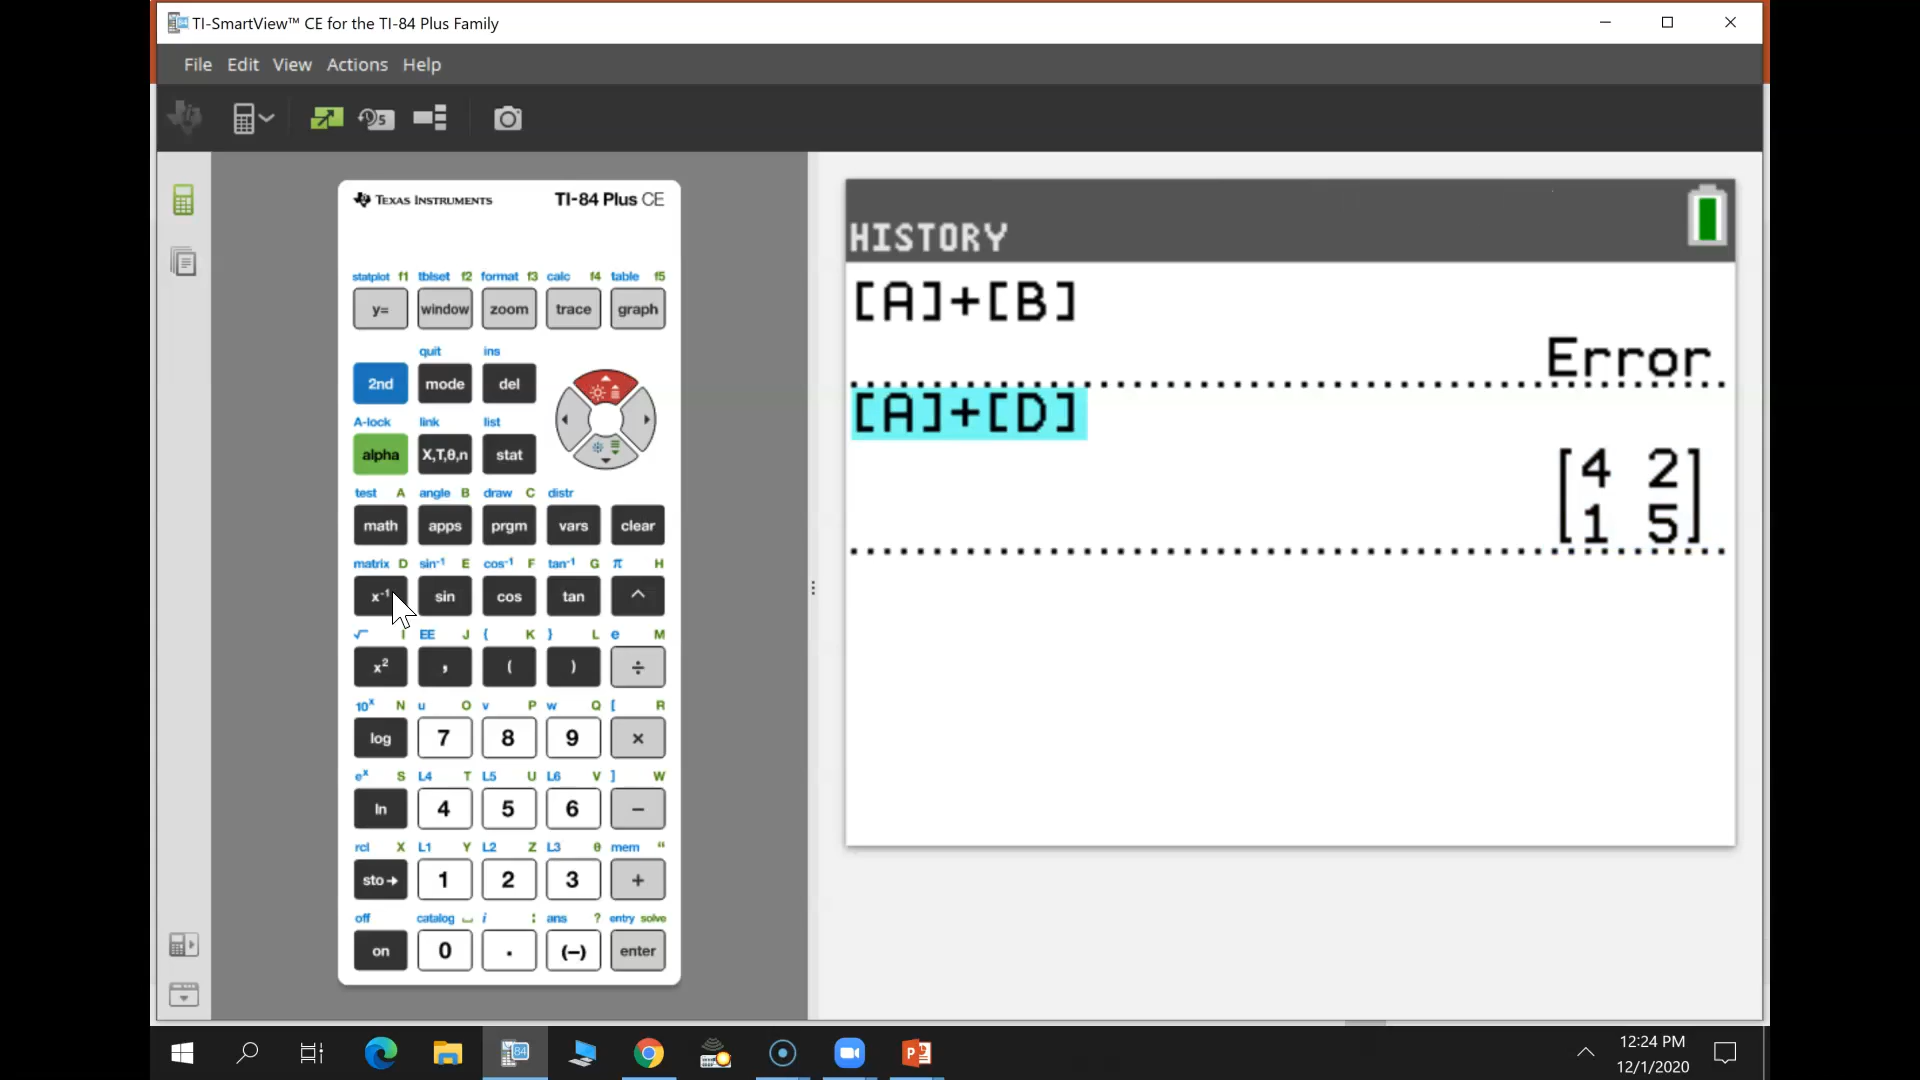 TI-SmartView™ CE for the TI-84 Plus Family
File Edit View Actions Help
TEXAS INSTRUMENTS TI-84 Plus CE
statplot f1 tblset f2 format f3 calc f4 table f5
y= window zoom trace graph
quit ins
2nd mode del
A-lock link list
alpha X,T,θ,n stat
test A angle B draw C distr
math apps prgm vars clear
matrix D sin⁻¹ E cos⁻¹ F tan⁻¹ G π H
x⁻¹ sin cos tan ^
√ I EE J { K } L e M
x² , ( ) ÷
10ˣ N u O v P w Q [ R
log 7 8 9 ×
eˣ S L4 T L5 U L6 V ] W
ln 4 5 6 −
rcl X L1 Y L2 Z L3 θ mem "
sto→ 1 2 3 +
off catalog ⎵ i : ans ? entry solve
on 0 . (−) enter
HISTORY
[A]+[B]
Error
[A]+[D]
[4 2]
[1 5]
84
12:24 PM
12/1/2020